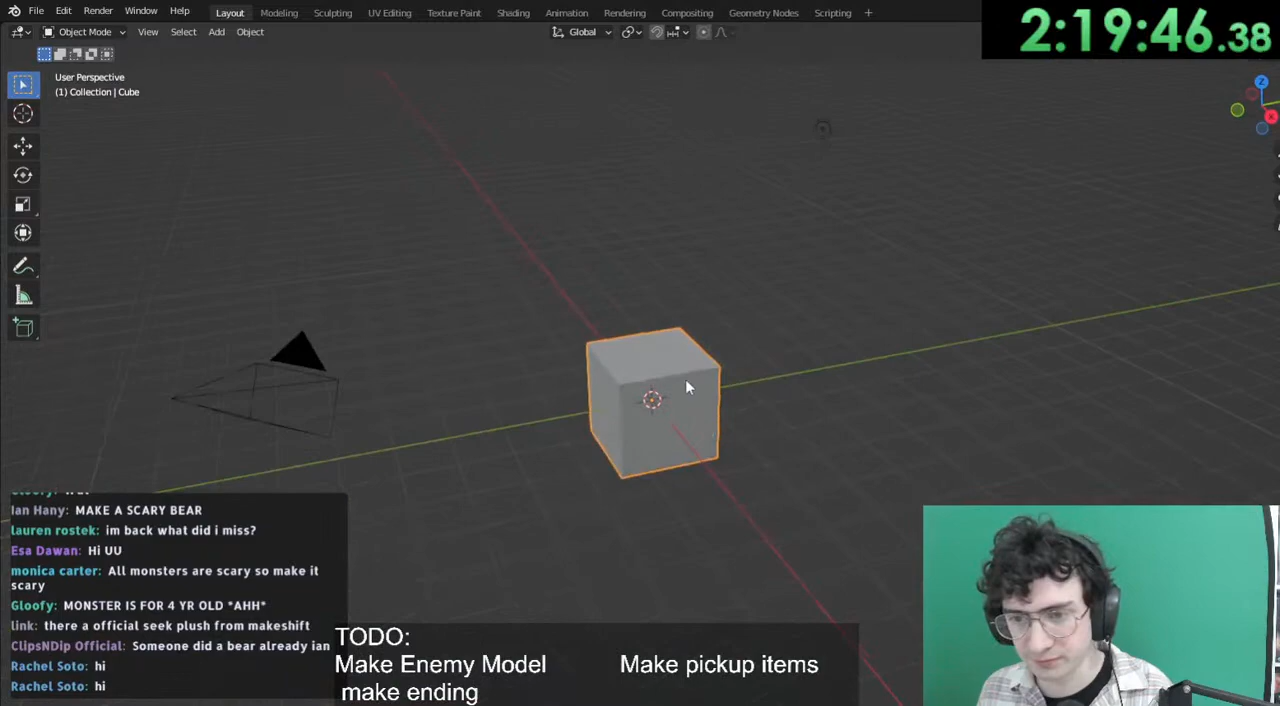 File Edit Render Window Help Layout Modeling Sculpting UV Editing Texture Paint Shading Animation Rendering Compositing Geometry Nodes Scripting +
2:19:46.38
Object Mode View Select Add Object Global
User Perspective
(1) Collection | Cube
Z
X
Ian Hany: MAKE A SCARY BEAR
lauren rostek: im back what did i miss?
Esa Dawan: Hi UU
monica carter: All monsters are scary so make it
scary
Gloofy: MONSTER IS FOR 4 YR OLD *AHH*
link: there a official seek plush from makeshift
ClipsNDip Official: Someone did a bear already ian
Rachel Soto: hi
Rachel Soto: hi
TODO:
Make Enemy Model Make pickup items
make ending